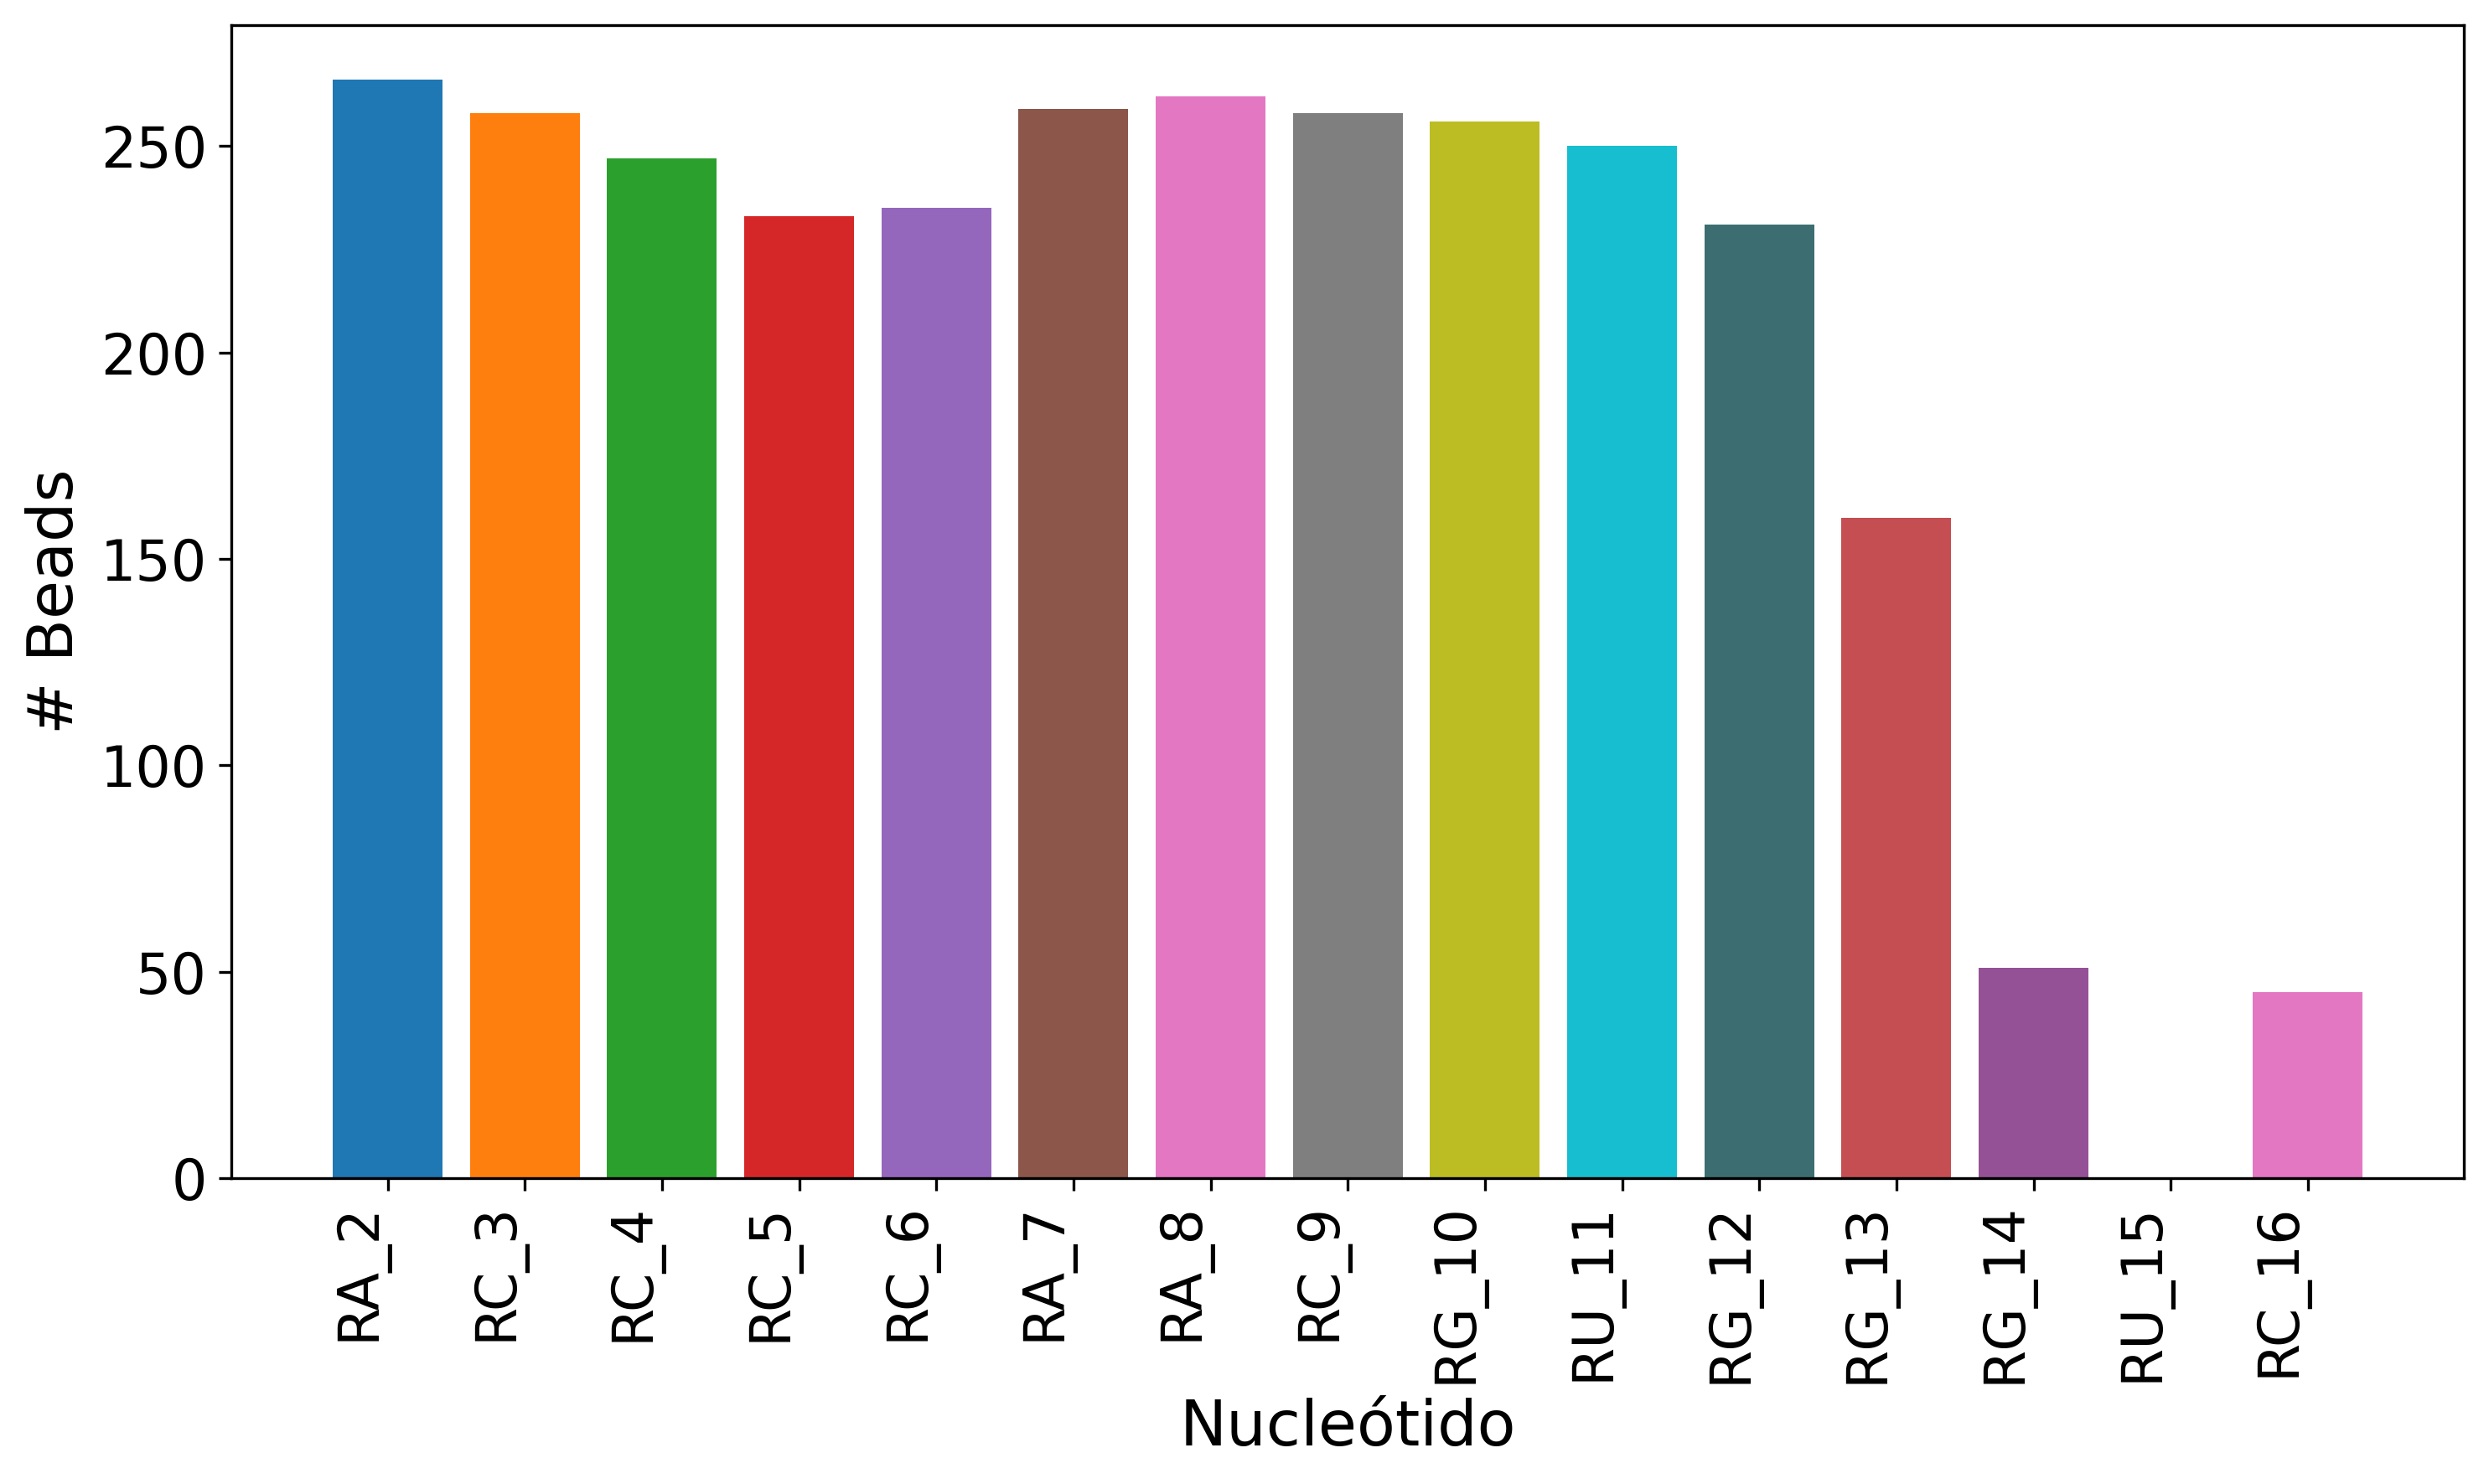 # Beads
250
200
150
100
50
0
RA_2
RC_3
RC_4
RC_5
RC_6
RA_7
RA_8
RC_9
RG_10
RU_11
RG_12
RG_13
RG_14
RU_15
RC_16
Nucleótido